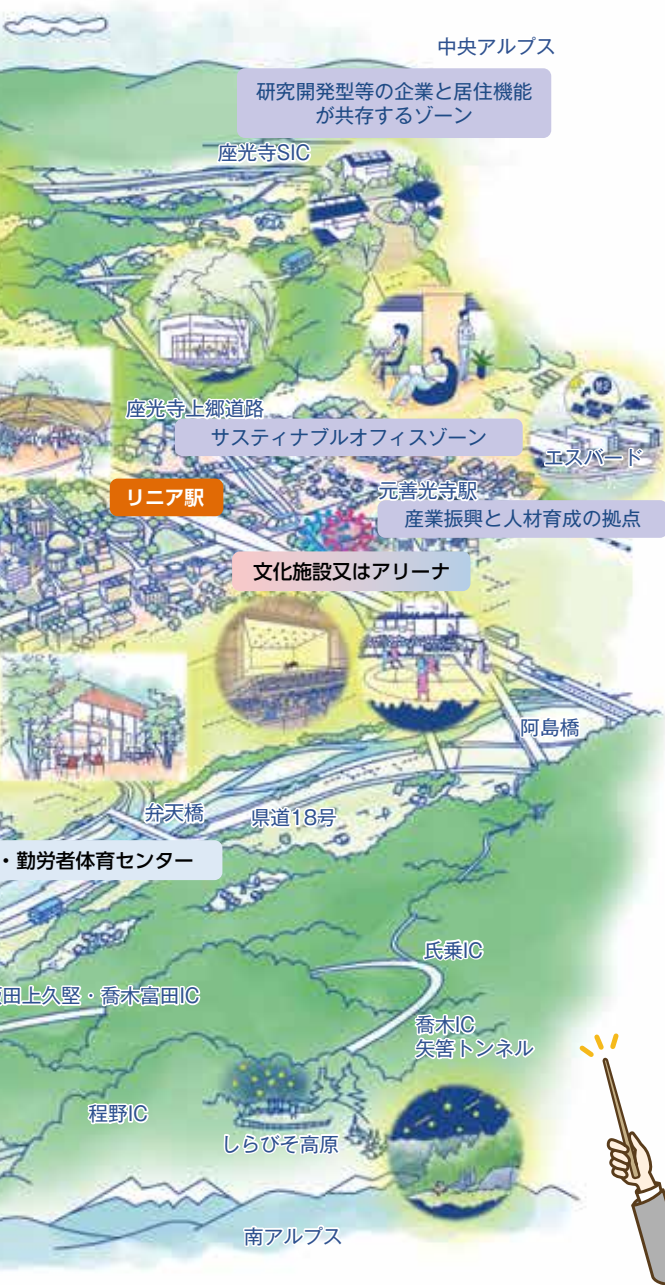 中央アルプス
研究開発型等の企業と居住機能
が共存するゾーン
座光寺SIC
座光寺上郷道路
サスティナブルオフィスゾーン
エスバード
リニア駅
元善光寺駅
産業振興と人材育成の拠点
文化施設又はアリーナ
阿島橋
弁天橋
県道18号
・勤労者体育センター
氏乗IC
田上久堅・喬木富田IC
喬木IC
矢筈トンネル
程野IC
しらびそ高原
南アルプス